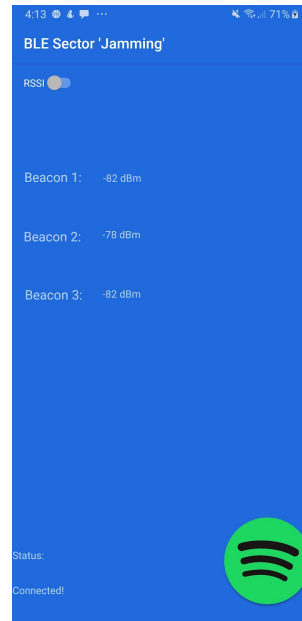 4:13 71%
BLE Sector 'Jamming'
RSSI
Beacon 1: -82 dBm
Beacon 2: -78 dBm
Beacon 3: -82 dBm
Status:
Connected!